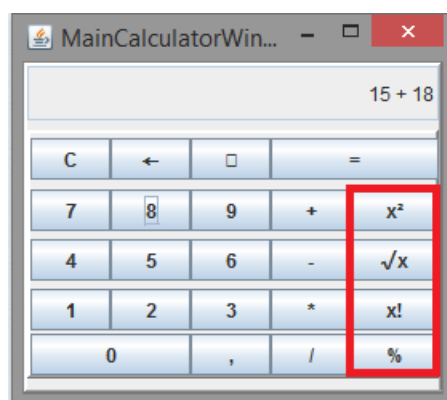 MainCalculatorWin...
15 + 18
C ← □ =
7 8 9 + x²
4 5 6 - √x
1 2 3 * x!
0 , / %